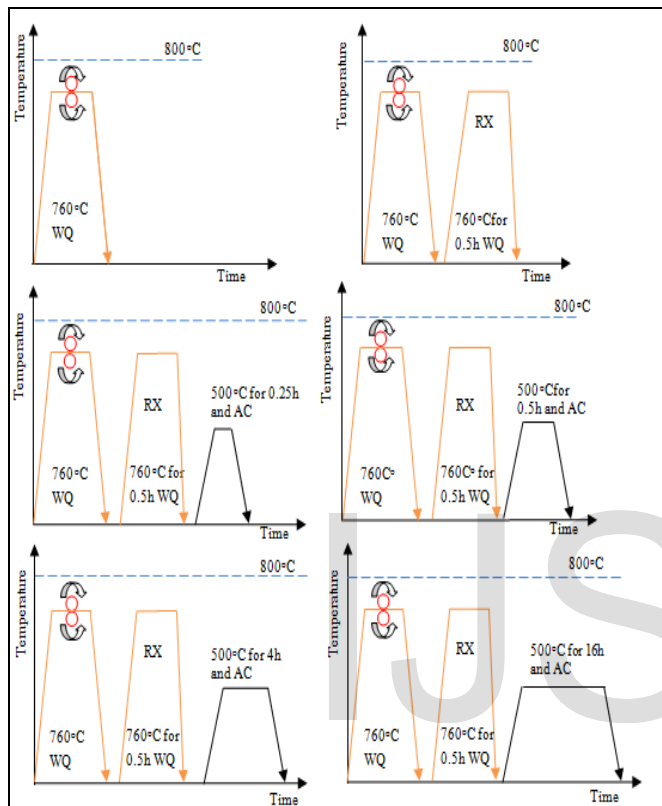 Temperature
800°C
760°C
WQ
Time
Temperature
800°C
RX
760°C
WQ
760°Cfor
0.5h WQ
Time
Temperature
800°C
RX
500°C for 0.25h
and AC
760°C
WQ
760°C for
0.5h WQ
Time
Temperature
800°C
RX
500°Cfor
0.5h and AC
760C°
WQ
760C° for
0.5h WQ
Time
Temperature
800°C
RX
500°C for 4h
and AC
760°C
WQ
760°C for
0.5h WQ
Time
Temperature
800°C
RX
500°C for 16h
and AC
760°C
WQ
760°C for
0.5h WQ
Time
IJS